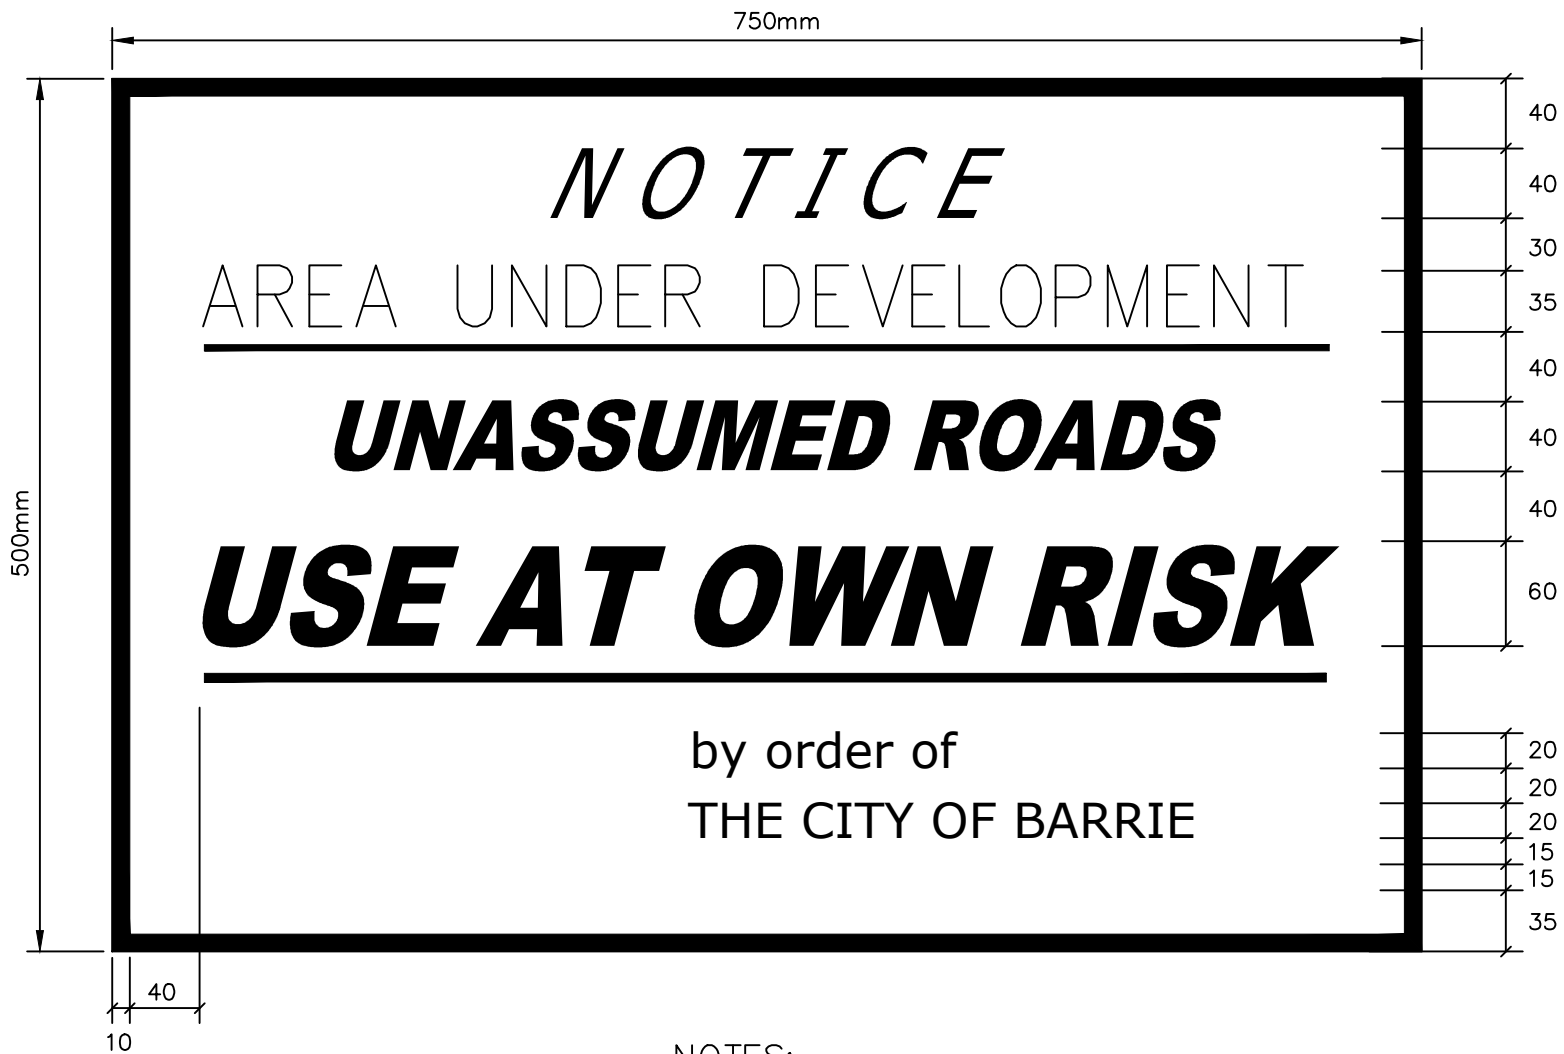 750mm
40
NOTICE
40
30
AREA UNDER DEVELOPMENT
35
40
UNASSUMED ROADS
40
500mm
40
USE AT OWN RISK
60
by order of
20
20
THE CITY OF BARRIE
20
15
15
35
40
10
NOTES: